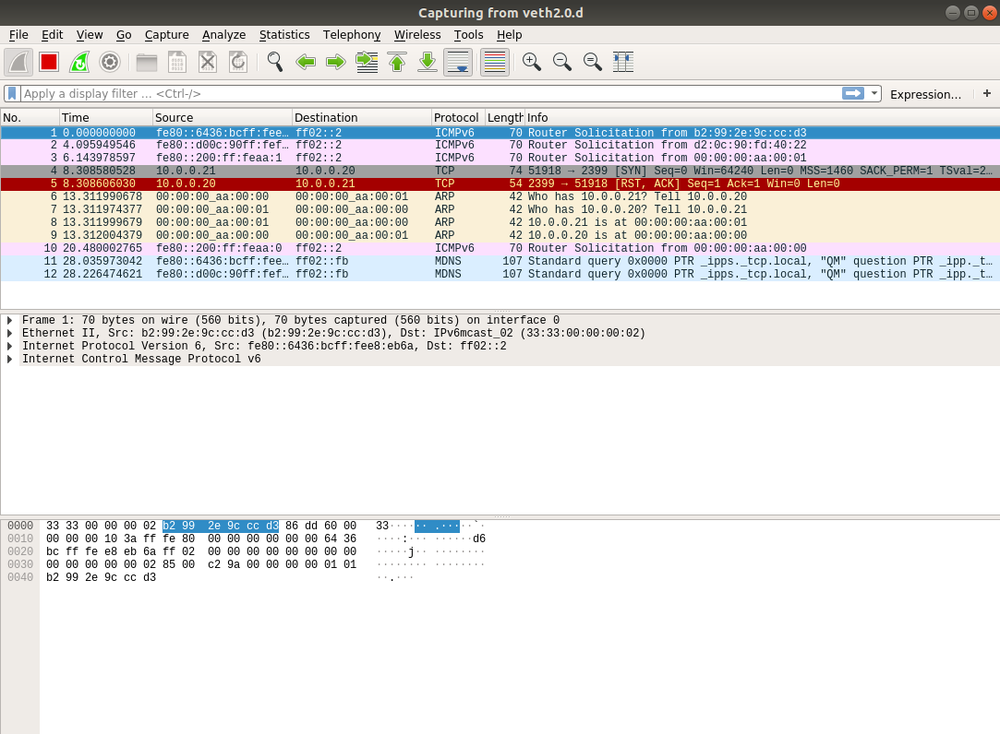 Capturing from veth2.0.d
File Edit View Go Capture Analyze Statistics Telephony Wireless Tools Help
Apply a display filter ... <Ctrl-/> Expression... +
No. Time Source Destination Protocol Length Info
1 0.000000000 fe80::6436:bcff:fee… ff02::2 ICMPv6 70 Router Solicitation from b2:99:2e:9c:cc:d3
2 4.095949546 fe80::d00c:90ff:fef… ff02::2 ICMPv6 70 Router Solicitation from d2:0c:90:fd:40:22
3 6.143978597 fe80::200:ff:feaa:1 ff02::2 ICMPv6 70 Router Solicitation from 00:00:00:aa:00:01
4 8.308580528 10.0.0.21 10.0.0.20 TCP 74 51918 → 2399 [SYN] Seq=0 Win=64240 Len=0 MSS=1460 SACK_PERM=1 TSval=2…
5 8.308606030 10.0.0.20 10.0.0.21 TCP 54 2399 → 51918 [RST, ACK] Seq=1 Ack=1 Win=0 Len=0
6 13.311990678 00:00:00_aa:00:00 00:00:00_aa:00:01 ARP 42 Who has 10.0.0.21? Tell 10.0.0.20
7 13.311974377 00:00:00_aa:00:01 00:00:00_aa:00:00 ARP 42 Who has 10.0.0.20? Tell 10.0.0.21
8 13.311999679 00:00:00_aa:00:01 00:00:00_aa:00:00 ARP 42 10.0.0.21 is at 00:00:00:aa:00:01
9 13.312004379 00:00:00_aa:00:00 00:00:00_aa:00:01 ARP 42 10.0.0.20 is at 00:00:00:aa:00:00
10 20.480002765 fe80::200:ff:feaa:0 ff02::2 ICMPv6 70 Router Solicitation from 00:00:00:aa:00:00
11 28.035973042 fe80::6436:bcff:fee… ff02::fb MDNS 107 Standard query 0x0000 PTR _ipps._tcp.local, "QM" question PTR _ipp._t…
12 28.226474621 fe80::d00c:90ff:fef… ff02::fb MDNS 107 Standard query 0x0000 PTR _ipps._tcp.local, "QM" question PTR _ipp._t…
Frame 1: 70 bytes on wire (560 bits), 70 bytes captured (560 bits) on interface 0
Ethernet II, Src: b2:99:2e:9c:cc:d3 (b2:99:2e:9c:cc:d3), Dst: IPv6mcast_02 (33:33:00:00:00:02)
Internet Protocol Version 6, Src: fe80::6436:bcff:fee8:eb6a, Dst: ff02::2
Internet Control Message Protocol v6
0000 33 33 00 00 00 02 b2 99 2e 9c cc d3 86 dd 60 00 33······ ·.····`·
0010 00 00 00 10 3a ff fe 80 00 00 00 00 00 00 64 36 ····:··· ······d6
0020 bc ff fe e8 eb 6a ff 02 00 00 00 00 00 00 00 00 ·····j·· ········
0030 00 00 00 00 00 02 85 00 c2 9a 00 00 00 00 01 01 ········ ········
0040 b2 99 2e 9c cc d3 ··.···